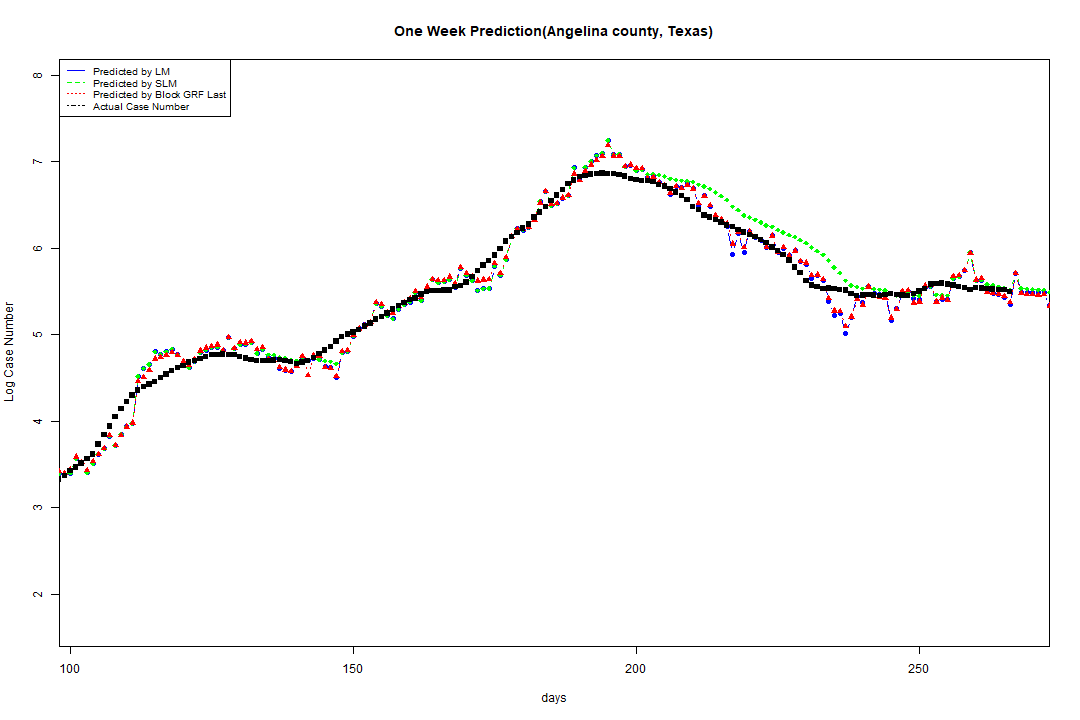 One Week Prediction(Angelina county, Texas)
Predicted by LM
Predicted by SLM
Predicted by Block GRF Last
Actual Case Number
8
7
6
5
4
3
2
Log Case Number
100 150 200 250
days